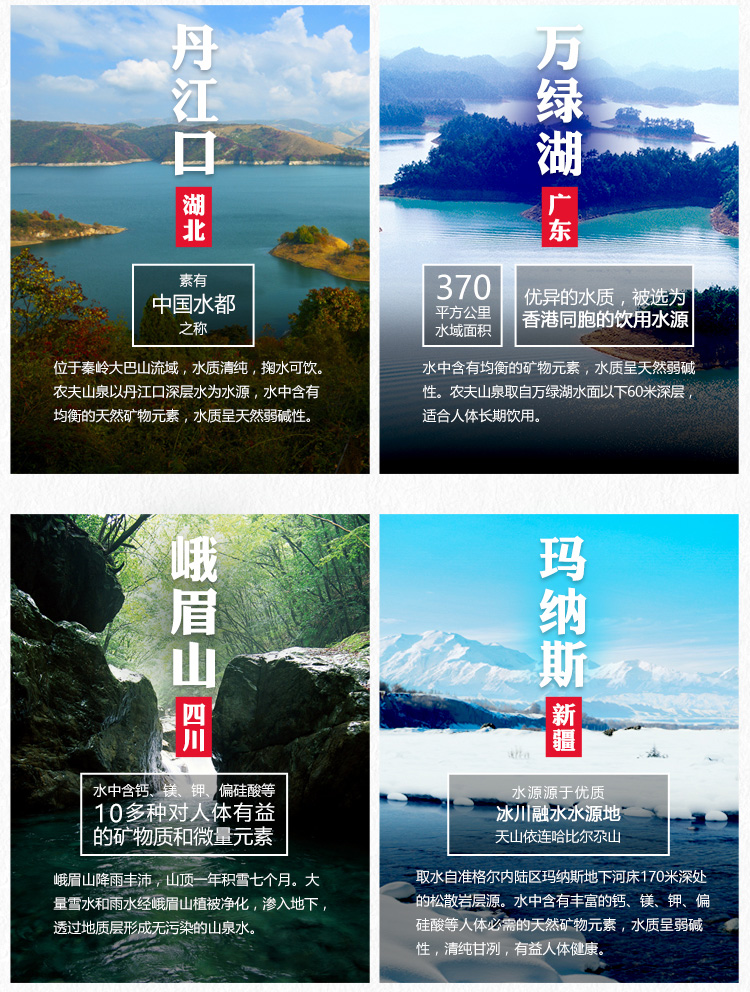 丹江口
湖北
素有
中国水都
之称
位于秦岭大巴山流域，水质清纯，掬水可饮。
农夫山泉以丹江口深层水为水源，水中含有
均衡的天然矿物元素，水质呈天然弱碱性。
万绿湖
广东
370
平方公里
水域面积
优异的水质，被选为
香港同胞的饮用水源
水中含有均衡的矿物元素，水质呈天然弱碱
性。农夫山泉取自万绿湖水面以下60米深层，
适合人体长期饮用。
峨眉山
四川
水中含钙、镁、钾、偏硅酸等
10多种对人体有益
的矿物质和微量元素
峨眉山降雨丰沛，山顶一年积雪七个月。大
量雪水和雨水经峨眉山植被净化，渗入地下，
透过地质层形成无污染的山泉水。
玛纳斯
新疆
水源源于优质
冰川融水水源地
天山依连哈比尔尕山
取水自准格尔内陆区玛纳斯地下河床170米深处
的松散岩层源。水中含有丰富的钙、镁、钾、偏
硅酸等人体必需的天然矿物元素，水质呈弱碱
性，清纯甘冽，有益人体健康。